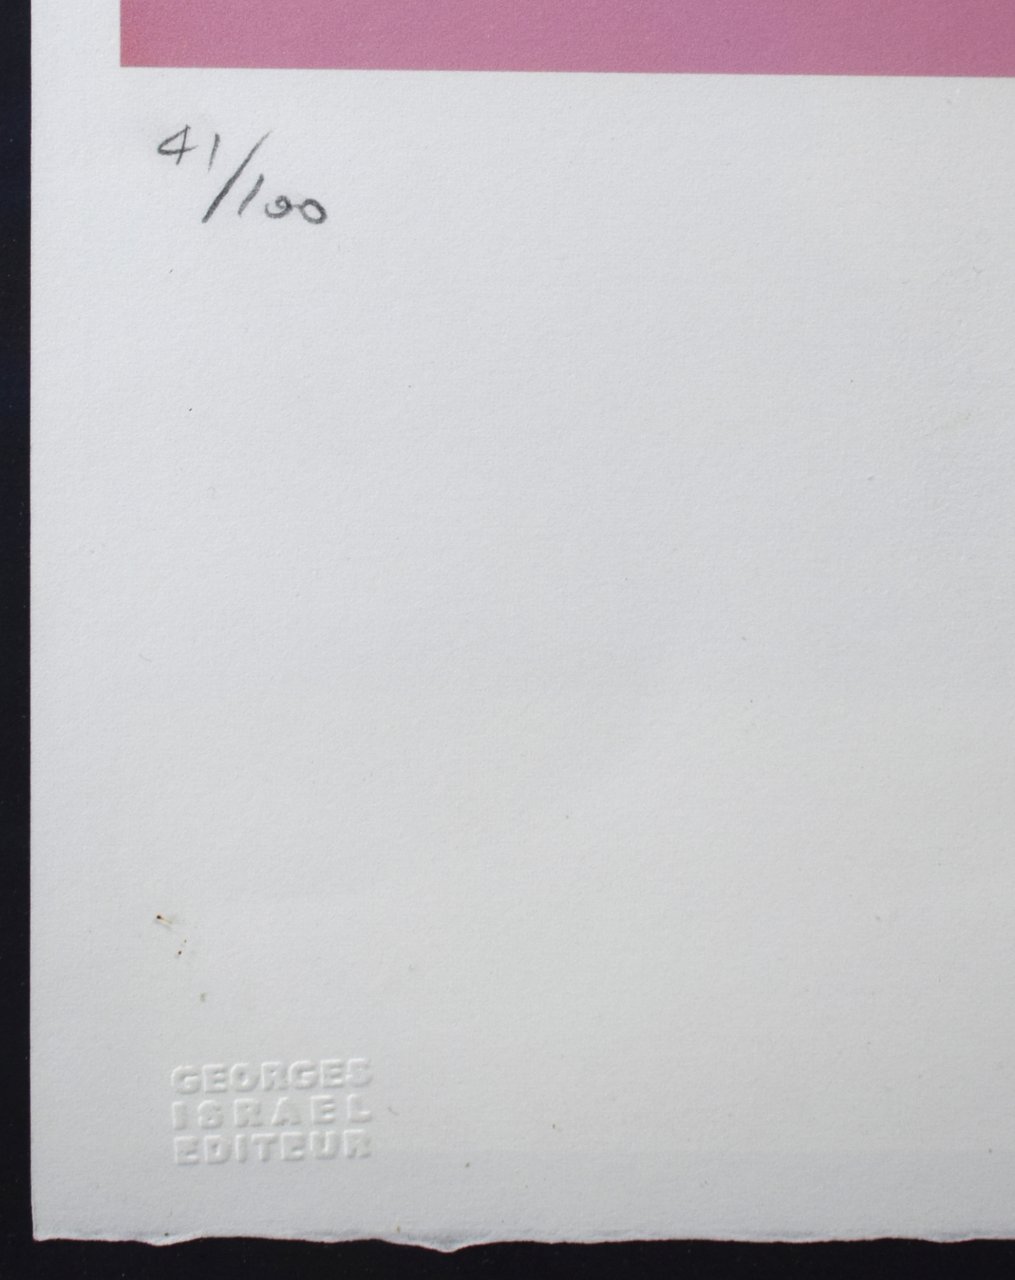 41/100
GEORGES
ISRAEL
EDITEUR